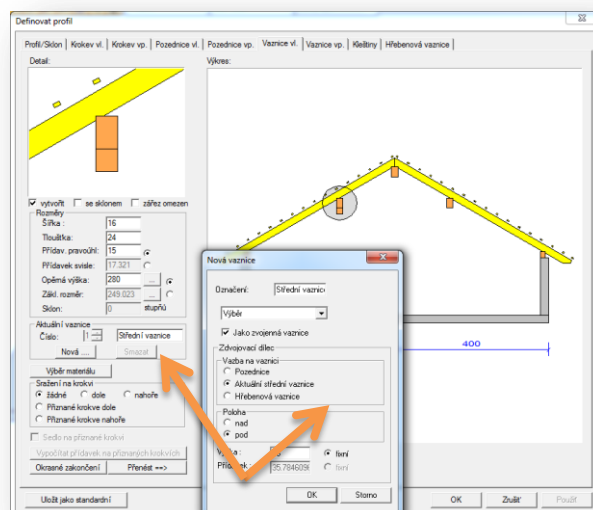 Definovat profil
Profil/Sklon
Krokev vl.
Krokev vp.
Pozednice vl.
Pozednice vp.
Vaznice vl.
Vaznice vp.
Kleštiny
Hřebenová vaznice
Detail:
Výkres:
vytvořit
se sklonem
zářez omezen
Rozměry
Šířka :
16
Tloušťka:
24
Přídav. pravoúhl:
15
Přídavek svisle:
17.321
Opěrná výška:
280
...
Zákl. rozměr:
249.023
...
Sklon:
0
stupňů
Aktuální vaznice
Číslo:
1
Střední vaznice
Nová ....
Smazat
Výběr materiálu
Sražení na krokvi
žádné
dole
nahoře
Přiznané krokve dole
Přiznané krokve nahoře
Sedlo na přiznané krokvi
Vypočítat přídavek na přiznaných krokvích
Okrasné zakončení
Přenést ==>
Uložit jako standardní
Nová vaznice
Označení:
Střední vaznic
Výběr
Jako zvojenná vaznice
Zdvojovací dílec
Vazba na vaznici
Pozednice
Aktuální střední vaznice
Hřebenová vaznice
Poloha
nad
pod
fixní
35.7846096
fixní
OK
Storno
400
OK
Zrušit
Použít